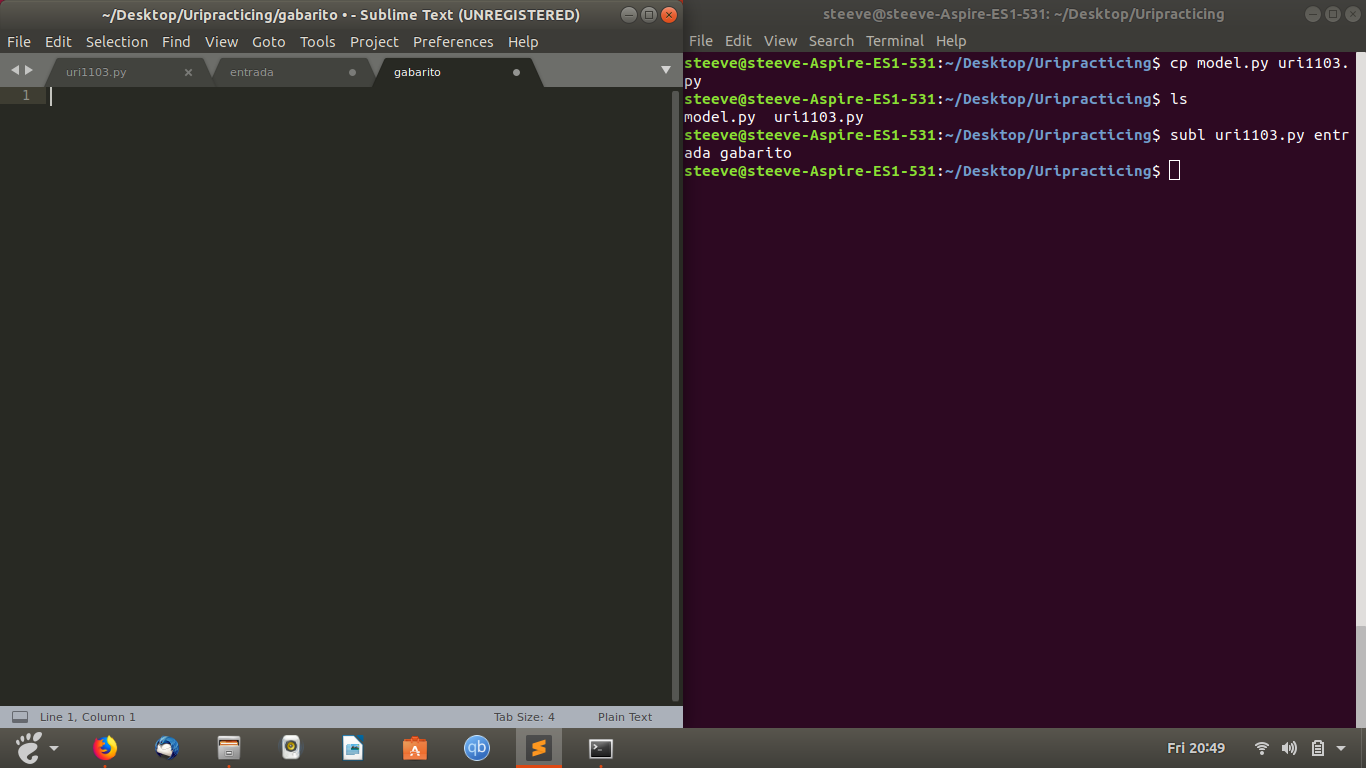 ~/Desktop/Uripracticing/gabarito • - Sublime Text (UNREGISTERED)
File Edit Selection Find View Goto Tools Project Preferences Help
uri1103.py entrada gabarito
1
Line 1, Column 1 Tab Size: 4 Plain Text
steeve@steeve-Aspire-ES1-531: ~/Desktop/Uripracticing
File Edit View Search Terminal Help
steeve@steeve-Aspire-ES1-531:~/Desktop/Uripracticing$ cp model.py uri1103.
py
steeve@steeve-Aspire-ES1-531:~/Desktop/Uripracticing$ ls
model.py  uri1103.py
steeve@steeve-Aspire-ES1-531:~/Desktop/Uripracticing$ subl uri1103.py entr
ada gabarito
steeve@steeve-Aspire-ES1-531:~/Desktop/Uripracticing$
qb
Fri 20:49